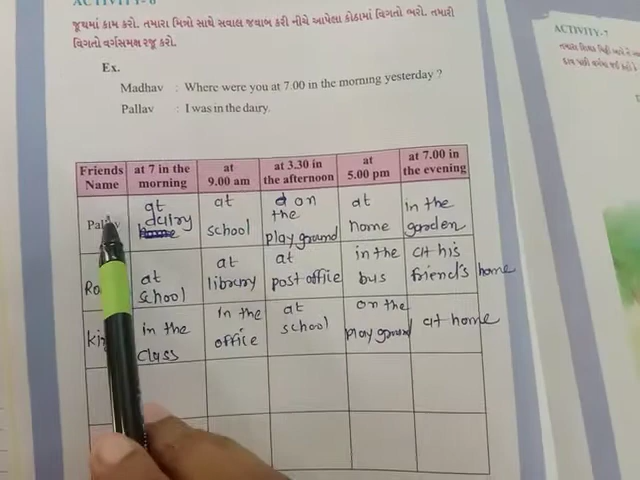 ACTIVITY-6
જૂથમાં કામ કરો. તમારા મિત્રો સાથે સવાલ જવાબ કરી નીચે આપેલા કોઠામાં વિગતો ભરો. તમારી
વિગતો વર્ગસમક્ષ રજૂ કરો.
Ex.
Madhav : Where were you at 7.00 in the morning yesterday ?
Pallav : I was in the dairy.
Friends Name at 7 in the morning at 9.00 am at 3.30 in the afternoon at 5.00 pm at 7.00 in the evening
at dairy at school on the play ground at home in the garden
at school at library at post office in the bus at his friend's home
in the class in the office at school on the play ground at home
ACTIVITY-7